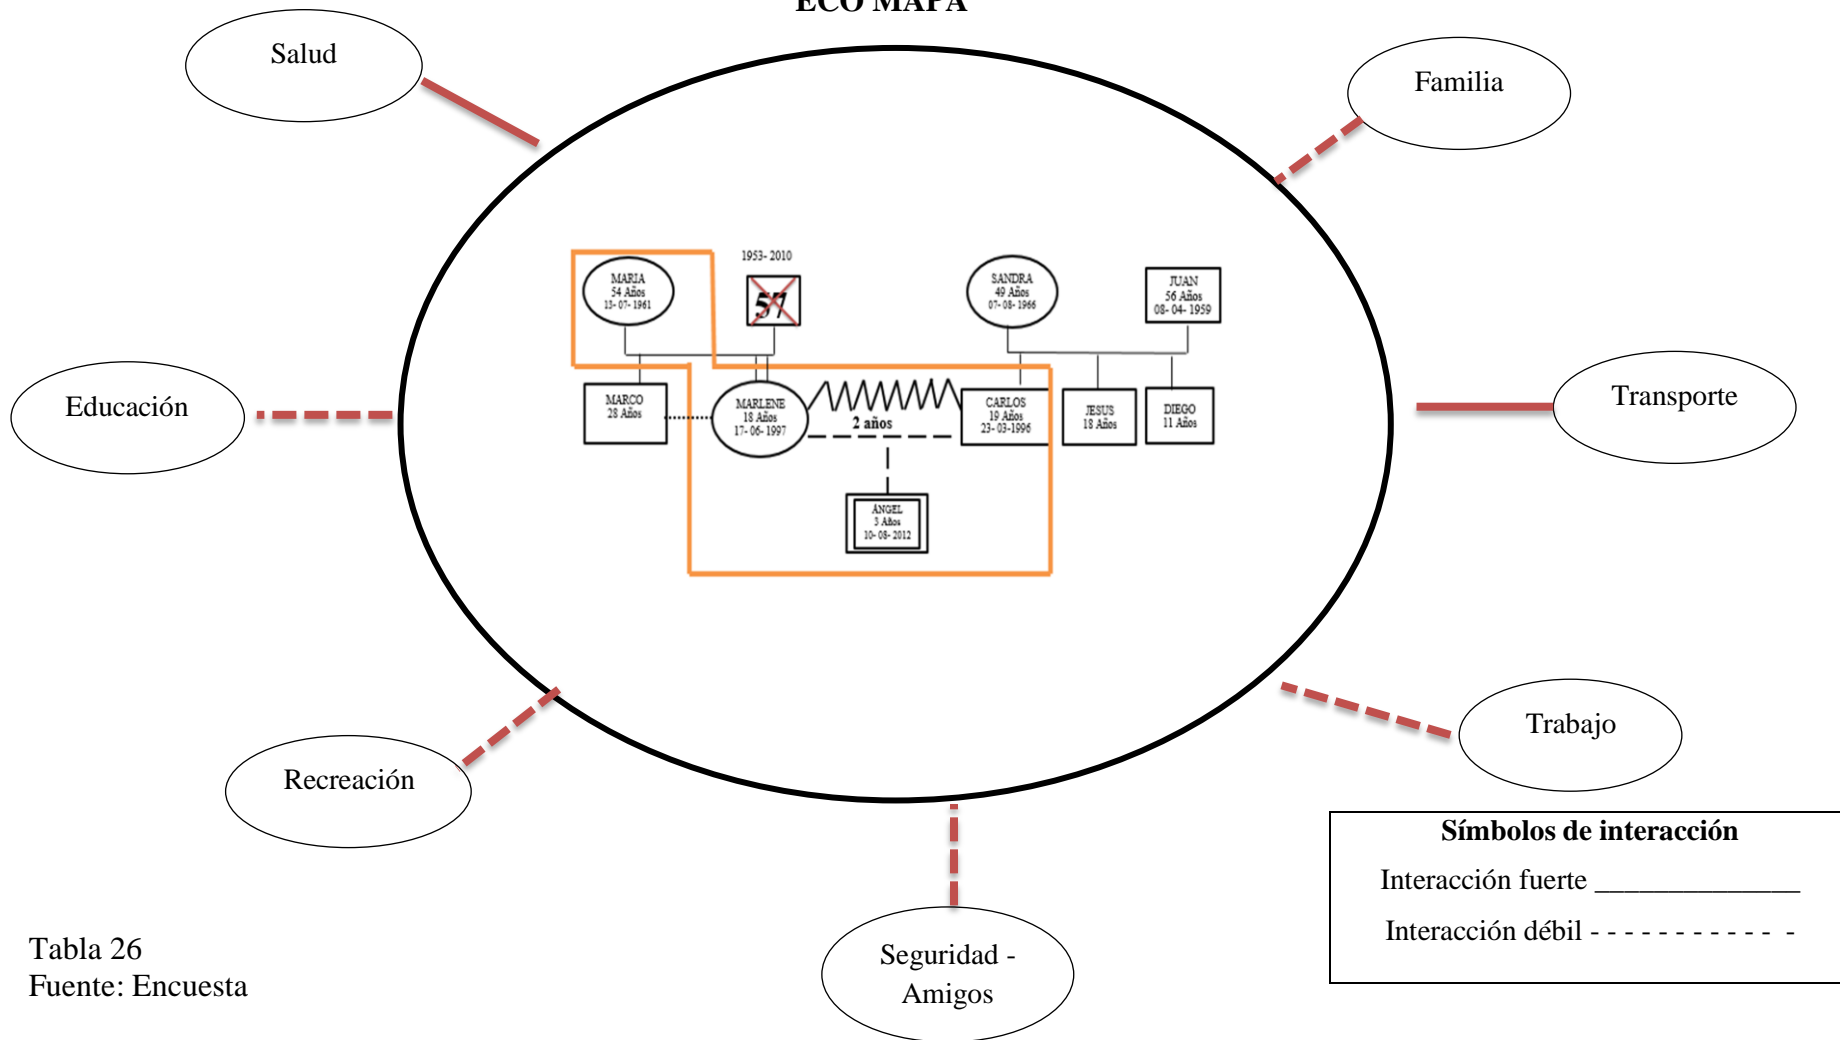 ECO MAPA
Salud
Familia
1953- 2010
MARIA
54 Años
13- 07- 1961
57
SANDRA
49 Años
07- 08- 1966
JUAN
56 Años
08- 04- 1959
Educación
Transporte
MARCO
28 Años
MARLENE
18 Años
17- 06- 1997
2 años
CARLOS
19 Años
23- 03-1996
JESUS
18 Años
DIEGO
11 Años
ÁNGEL
3 Años
10- 08- 2012
Recreación
Trabajo
Símbolos de interacción
Interacción fuerte ______________
Interacción débil - - - - - - - - - - - -
Seguridad -
Amigos
Tabla 26
Fuente: Encuesta